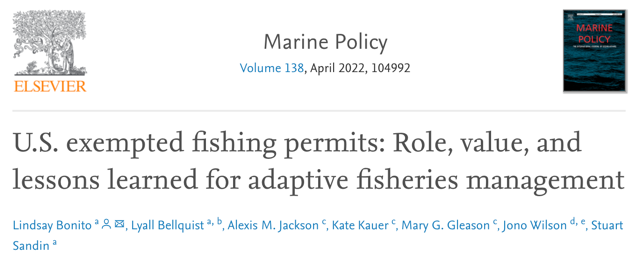 Marine Policy
Volume 138, April 2022, 104992
ELSEVIER
MARINE
POLICY
U.S. exempted fishing permits: Role, value, and
lessons learned for adaptive fisheries management
Lindsay Bonito a, Lyall Bellquist a, b, Alexis M. Jackson c, Kate Kauer c, Mary G. Gleason c, Jono Wilson d, e, Stuart
Sandin a